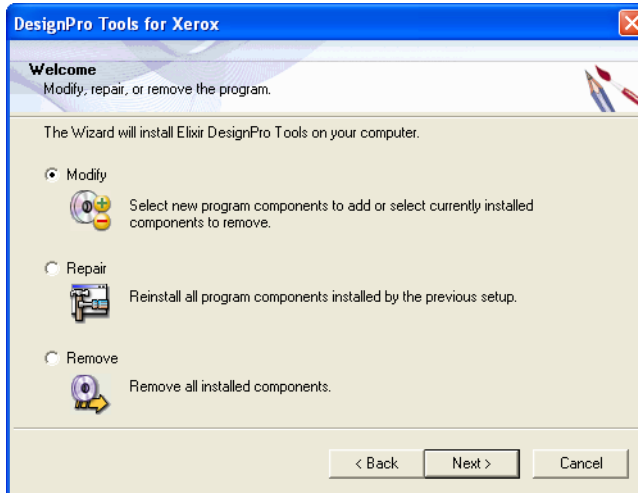 DesignPro Tools for Xerox
Welcome
Modify, repair, or remove the program.
The Wizard will install Elixir DesignPro Tools on your computer.
Modify
Select new program components to add or select currently installed
components to remove.
Repair
Reinstall all program components installed by the previous setup.
Remove
Remove all installed components.
< Back
Next >
Cancel